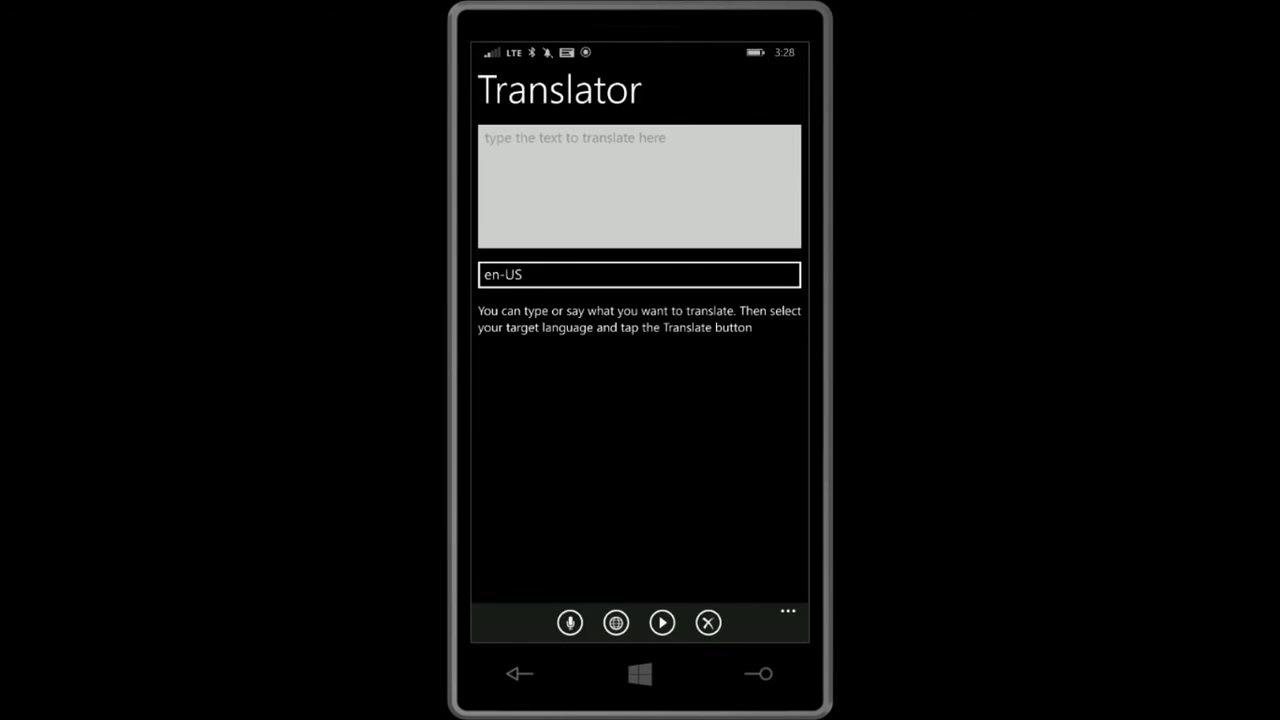 LTE 3:28
Translator
type the text to translate here
en-US
You can type or say what you want to translate. Then select
your target language and tap the Translate button